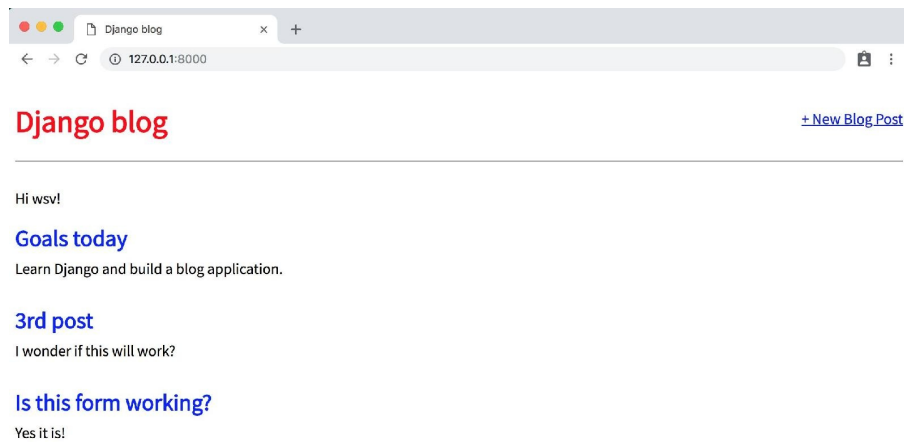 Django blog
127.0.0.1:8000
Django blog
+ New Blog Post
Hi wsv!
Goals today
Learn Django and build a blog application.
3rd post
I wonder if this will work?
Is this form working?
Yes it is!